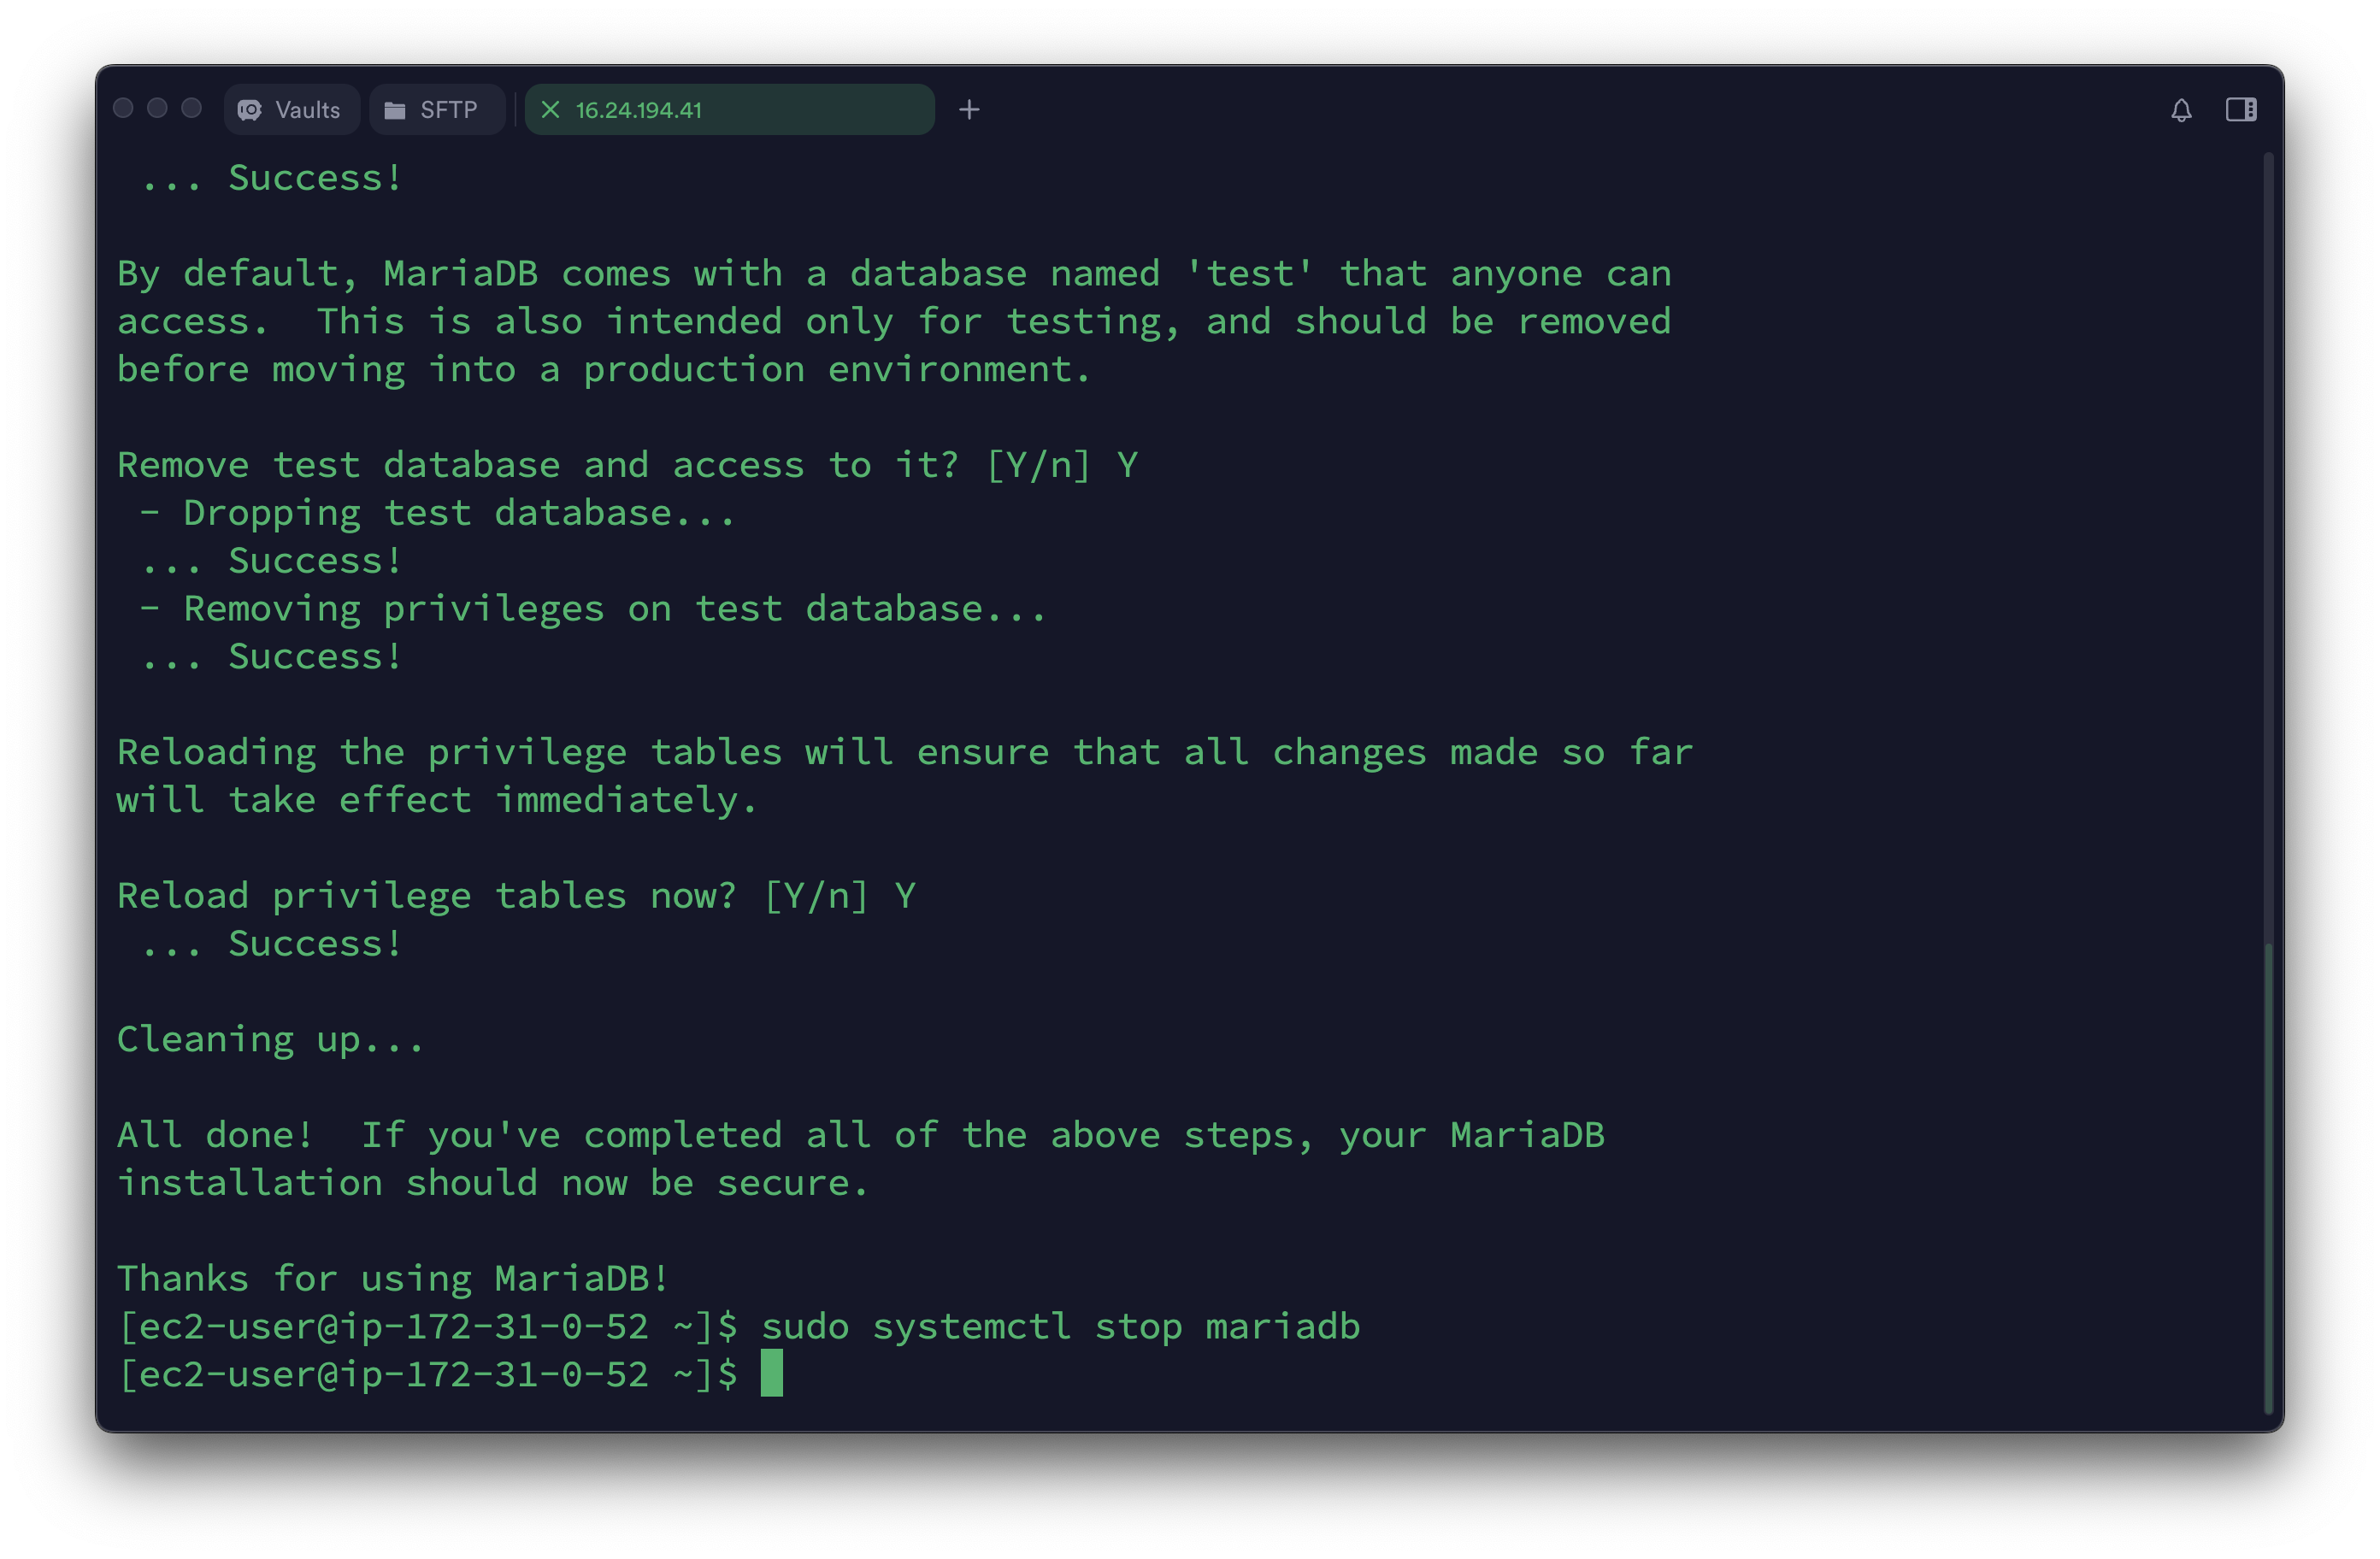 Vaults SFTP 16.24.194.41
... Success!
By default, MariaDB comes with a database named 'test' that anyone can
access.  This is also intended only for testing, and should be removed
before moving into a production environment.
Remove test database and access to it? [Y/n] Y
- Dropping test database...
... Success!
- Removing privileges on test database...
... Success!
Reloading the privilege tables will ensure that all changes made so far
will take effect immediately.
Reload privilege tables now? [Y/n] Y
... Success!
Cleaning up...
All done!  If you've completed all of the above steps, your MariaDB
installation should now be secure.
Thanks for using MariaDB!
[ec2-user@ip-172-31-0-52 ~]$ sudo systemctl stop mariadb
[ec2-user@ip-172-31-0-52 ~]$